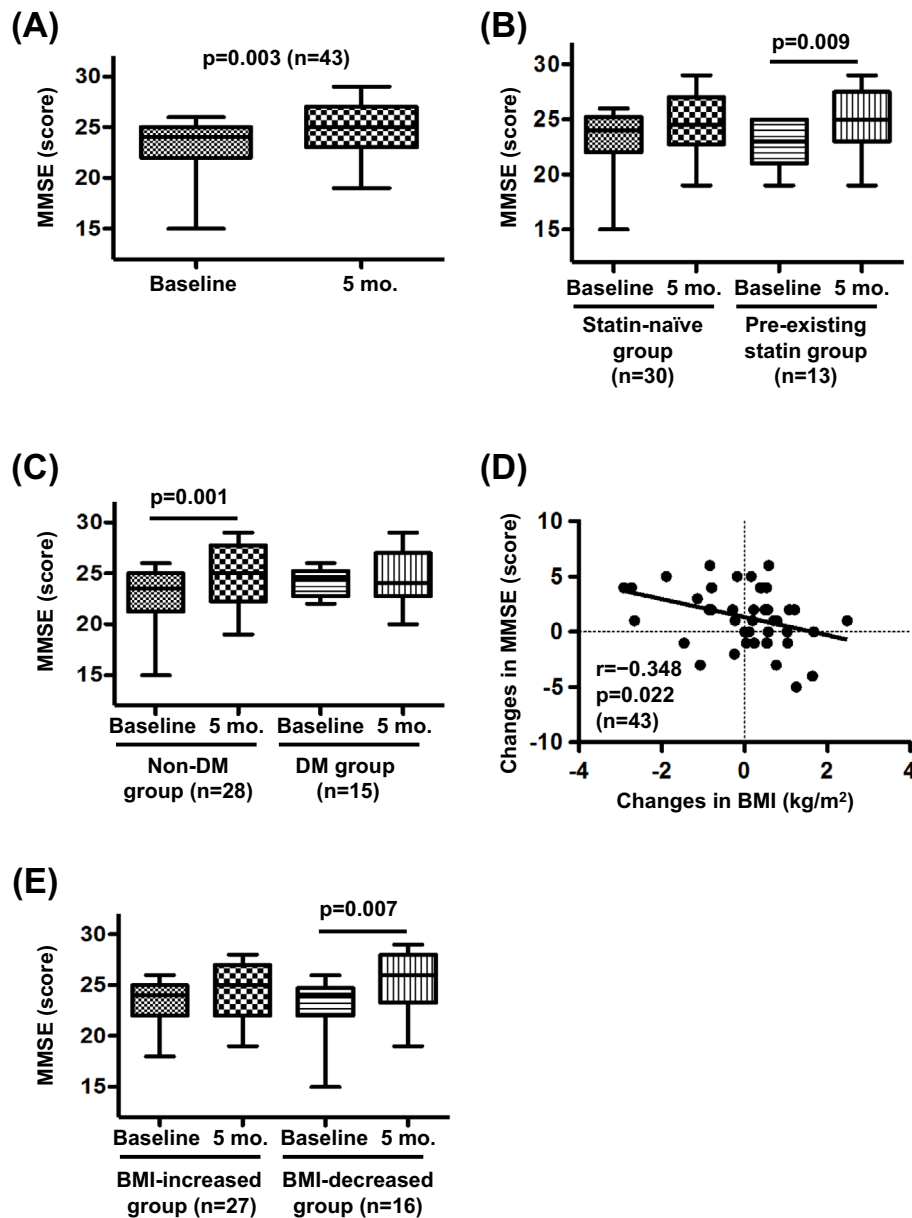 (A)
p=0.003 (n=43)
MMSE (score)
30
25
20
15
Baseline 5 mo.
(B)
p=0.009
MMSE (score)
30
25
20
15
Baseline 5 mo. Baseline 5 mo.
Statin-naïve group (n=30)
Pre-existing statin group (n=13)
(C)
p=0.001
MMSE (score)
30
25
20
15
Baseline 5 mo. Baseline 5 mo.
Non-DM group (n=28)
DM group (n=15)
(D)
Changes in MMSE (score)
10
5
0
-5
-10
r=−0.348
p=0.022
(n=43)
-4 -2 0 2 4
Changes in BMI (kg/m²)
(E)
p=0.007
MMSE (score)
30
25
20
15
Baseline 5 mo. Baseline 5 mo.
BMI-increased group (n=27)
BMI-decreased group (n=16)